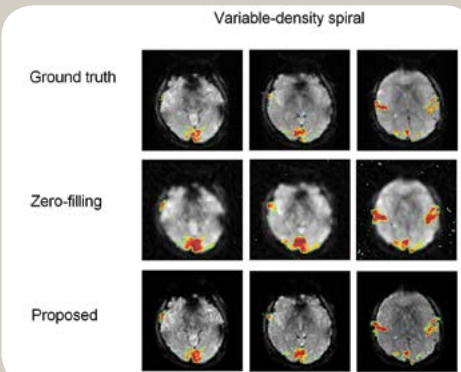 Variable-density spiral
Ground truth
Zero-filling
Proposed